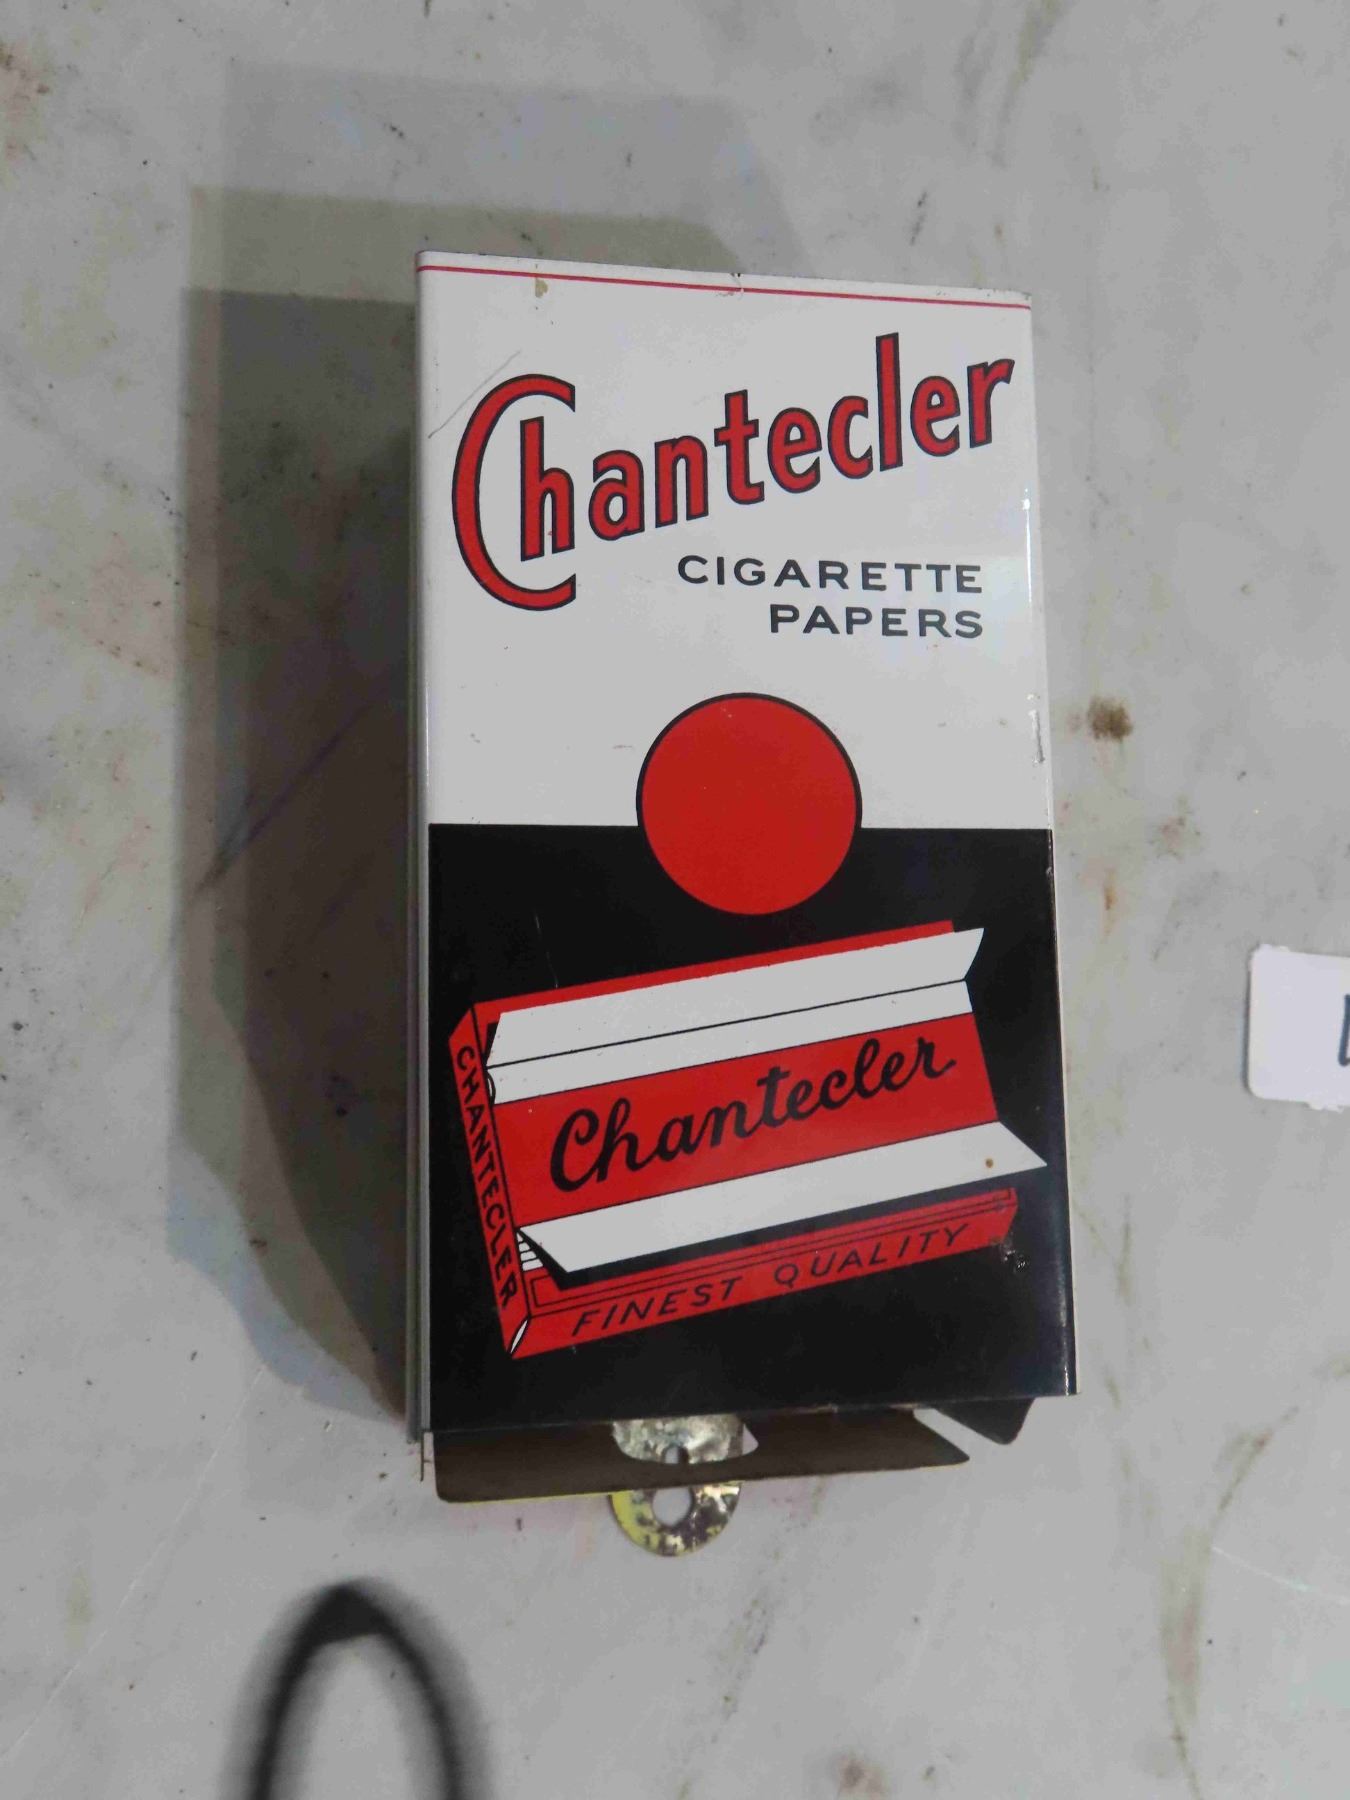 Chantecler
CIGARETTE
PAPERS
Chantecler
CHANTECLER
FINEST QUALITY